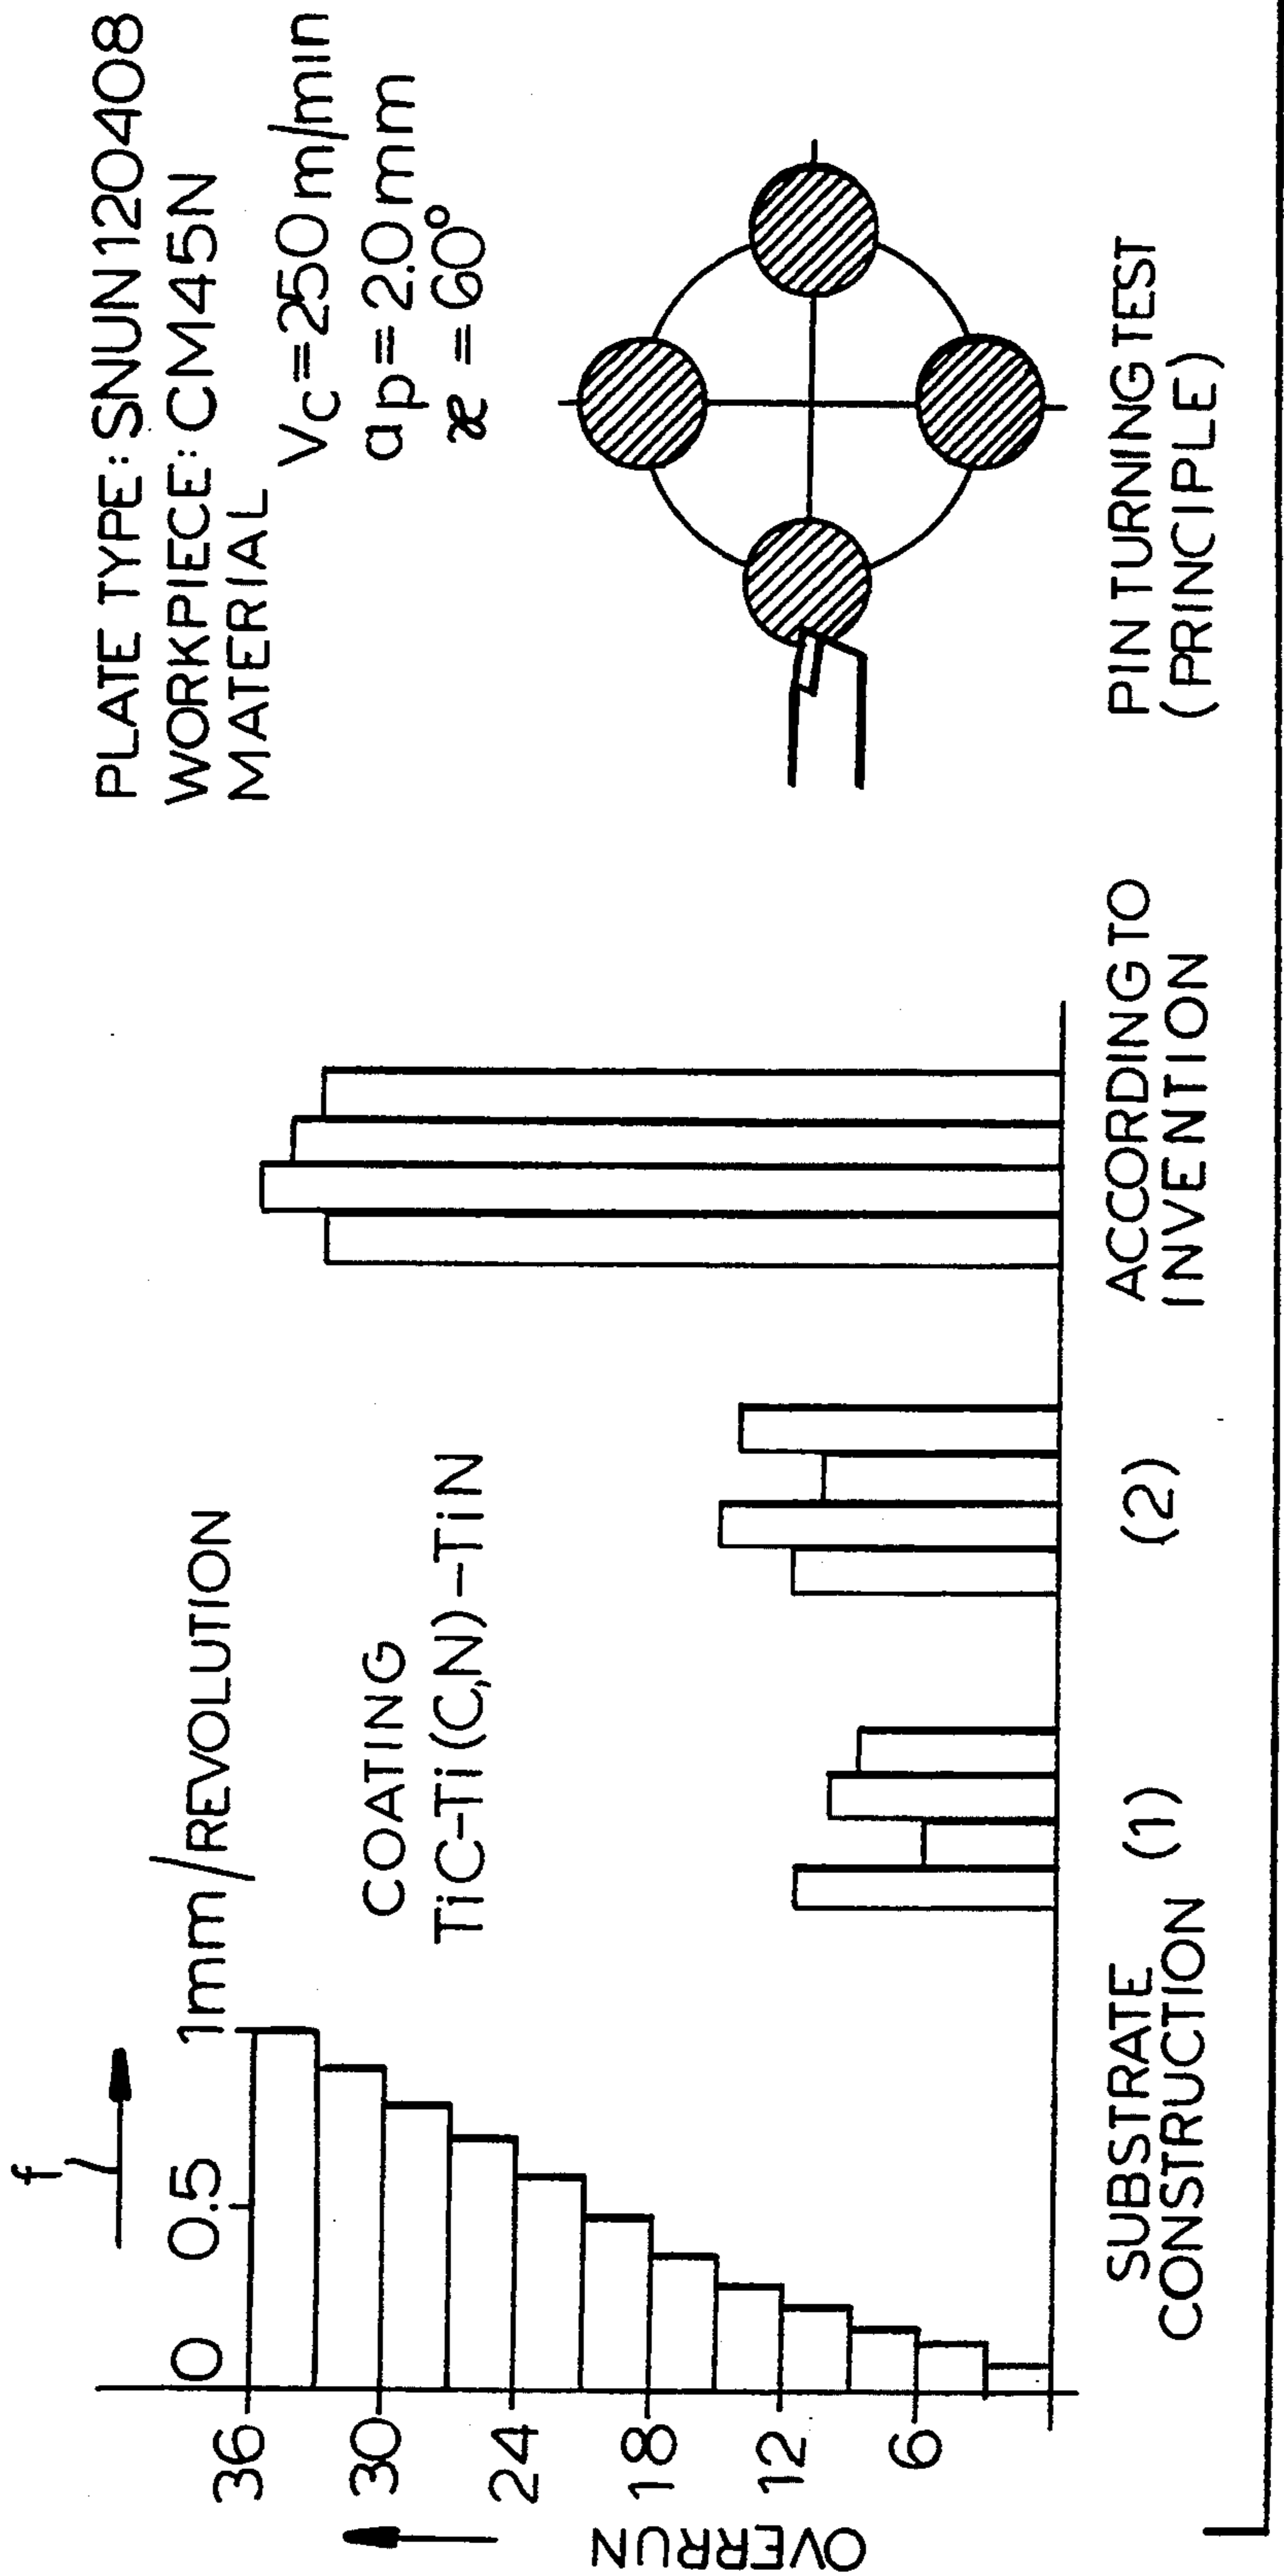 f
0 0.5 1mm/REVOLUTION
36
30
24
18
12
6
OVERRUN
COATING
TiC-Ti(C,N)-TiN
SUBSTRATE
CONSTRUCTION
(1)
(2)
ACCORDING TO
INVENTION
PLATE TYPE: SNUN120408
WORKPIECE: CM45N
MATERIAL
Vc=250m/min
ap=2.0mm
ϰ=60°
PIN TURNING TEST
(PRINCIPLE)